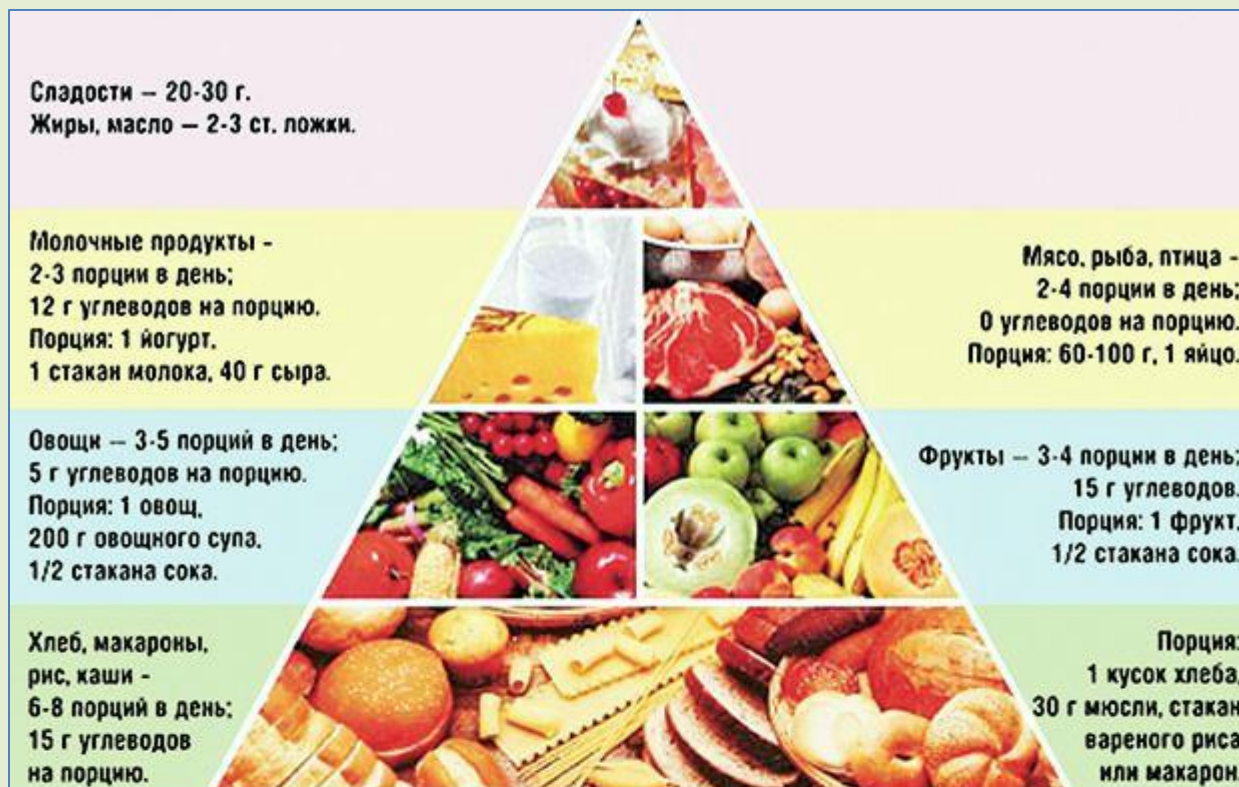 Сладости – 20-30 г.
Жиры, масло – 2-3 ст. ложки.
Молочные продукты -
2-3 порции в день;
12 г углеводов на порцию.
Порция: 1 йогурт,
1 стакан молока, 40 г сыра.
Мясо, рыба, птица -
2-4 порции в день;
0 углеводов на порцию.
Порция: 60-100 г, 1 яйцо.
Овощи – 3-5 порций в день;
5 г углеводов на порцию.
Порция: 1 овощ,
200 г овощного супа,
1/2 стакана сока.
Фрукты – 3-4 порции в день;
15 г углеводов.
Порция: 1 фрукт,
1/2 стакана сока.
Хлеб, макароны,
рис, каши -
6-8 порций в день;
15 г углеводов
на порцию.
Порция:
1 кусок хлеба,
30 г мюсли, стакан
вареного риса
или макарон.